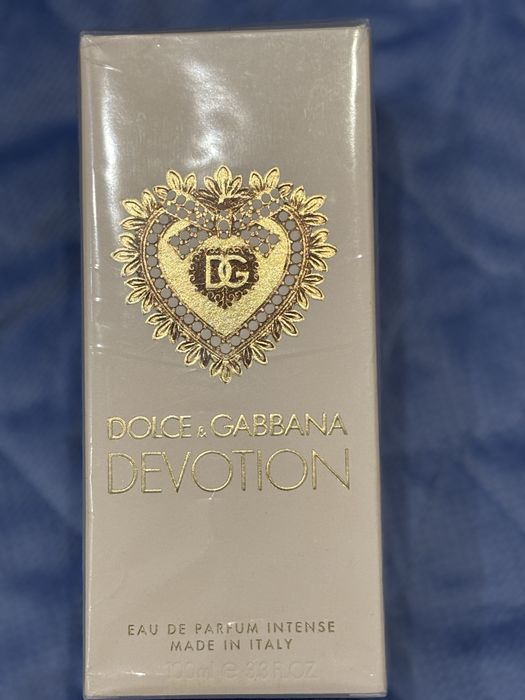 DG
DOLCE & GABBANA
DEVOTION
EAU DE PARFUM INTENSE
MADE IN ITALY
100ml e 3.3 FL.OZ.